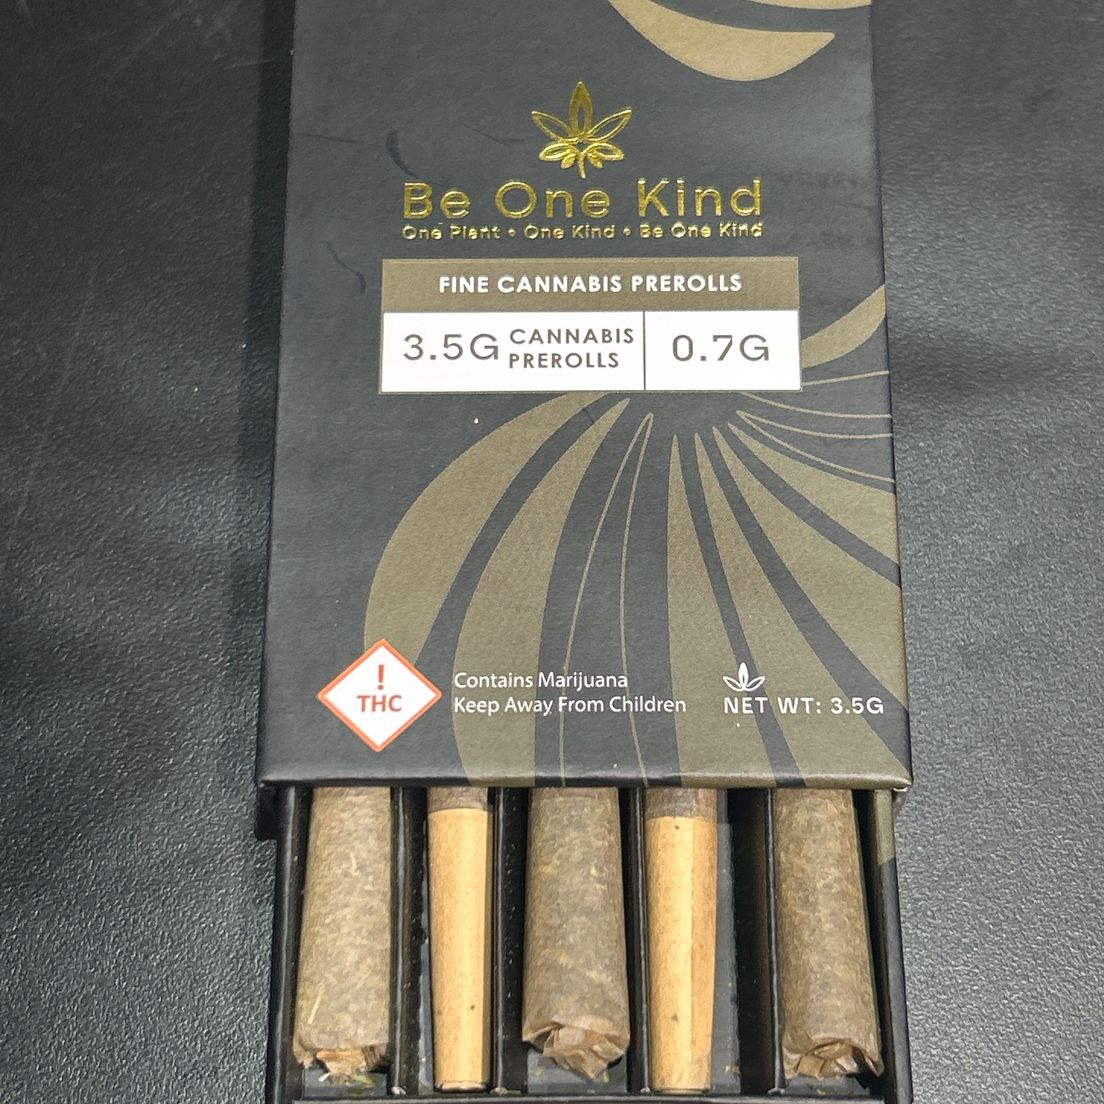 Be One Kind
One Plant • One Kind • Be One Kind
FINE CANNABIS PREROLLS
3.5G CANNABIS PREROLLS 0.7G
! THC
Contains Marijuana
Keep Away From Children
NET WT: 3.5G